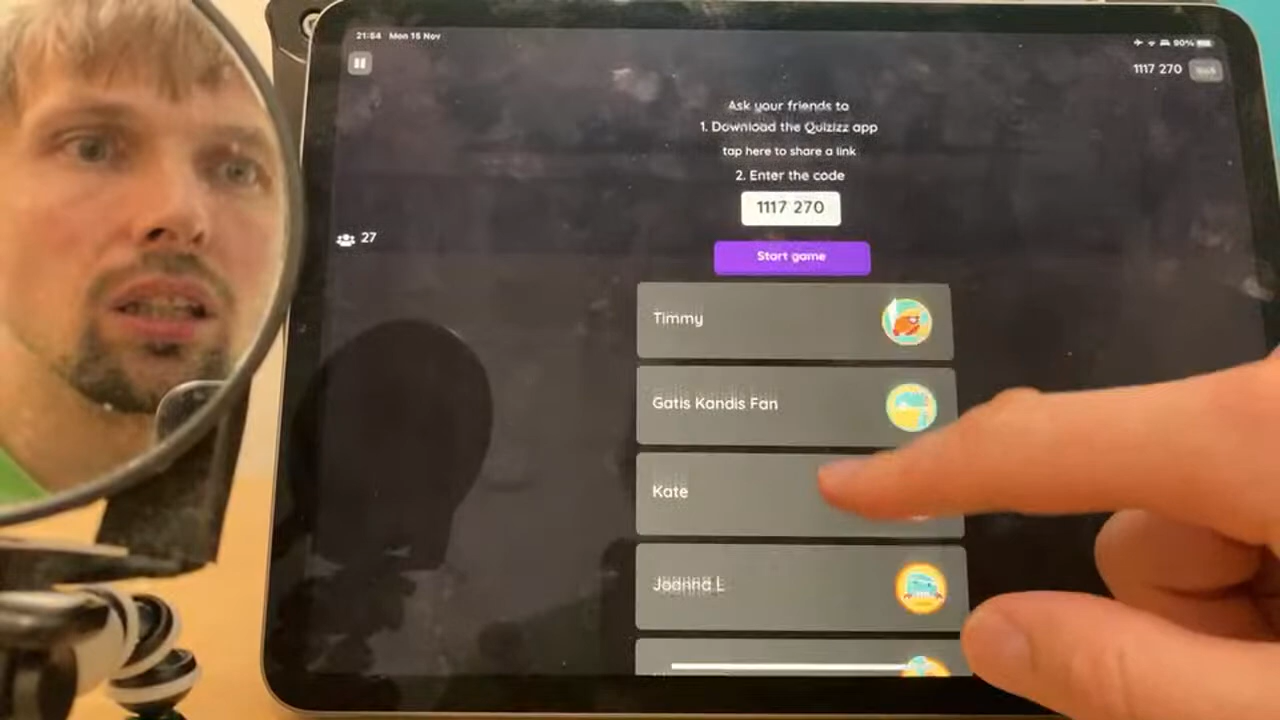 21:54 Mon 15 Nov
90%
1117 270
Ask your friends to
1. Download the Quizizz app
tap here to share a link
2. Enter the code
1117 270
27
Start game
Timmy
Gatis Kandis Fan
Kate
Joanna L